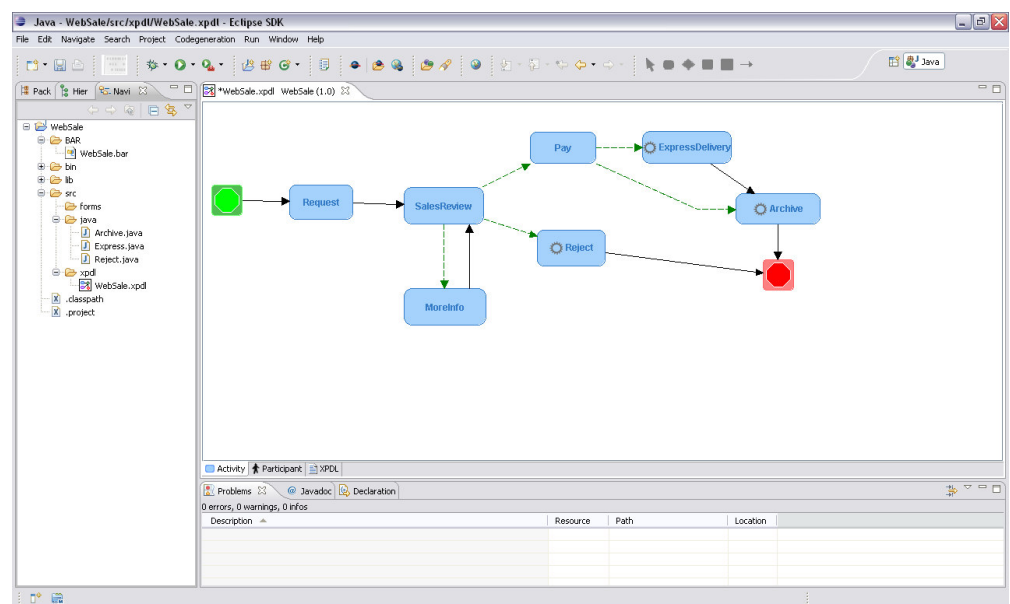 Java - WebSale/src/xpdl/WebSale.xpdl - Eclipse SDK
File Edit Navigate Search Project Codegeneration Run Window Help
Java
Pack Hier Navi
*WebSale.xpdl WebSale (1.0)
WebSale
BAR
WebSale.bar
bin
lib
src
forms
java
Archive.java
Express.java
Reject.java
xpdl
WebSale.xpdl
.classpath
.project
Pay
ExpressDelivery
Request
SalesReview
Archive
Reject
MoreInfo
Activity Participant XPDL
Problems Javadoc Declaration
0 errors, 0 warnings, 0 infos
Description Resource Path Location